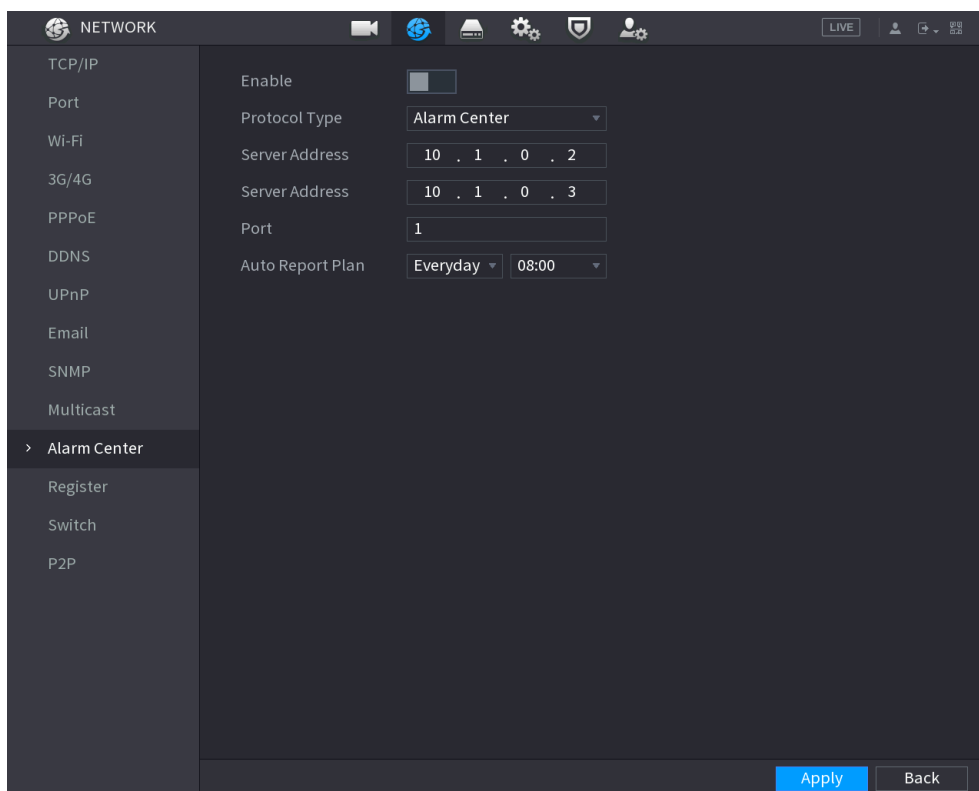 NETWORK
LIVE
TCP/IP
Port
Wi-Fi
3G/4G
PPPoE
DDNS
UPnP
Email
SNMP
Multicast
Alarm Center
Register
Switch
P2P
Enable
Protocol Type Alarm Center
Server Address 10 . 1 . 0 . 2
Server Address 10 . 1 . 0 . 3
Port 1
Auto Report Plan Everyday 08:00
Apply Back